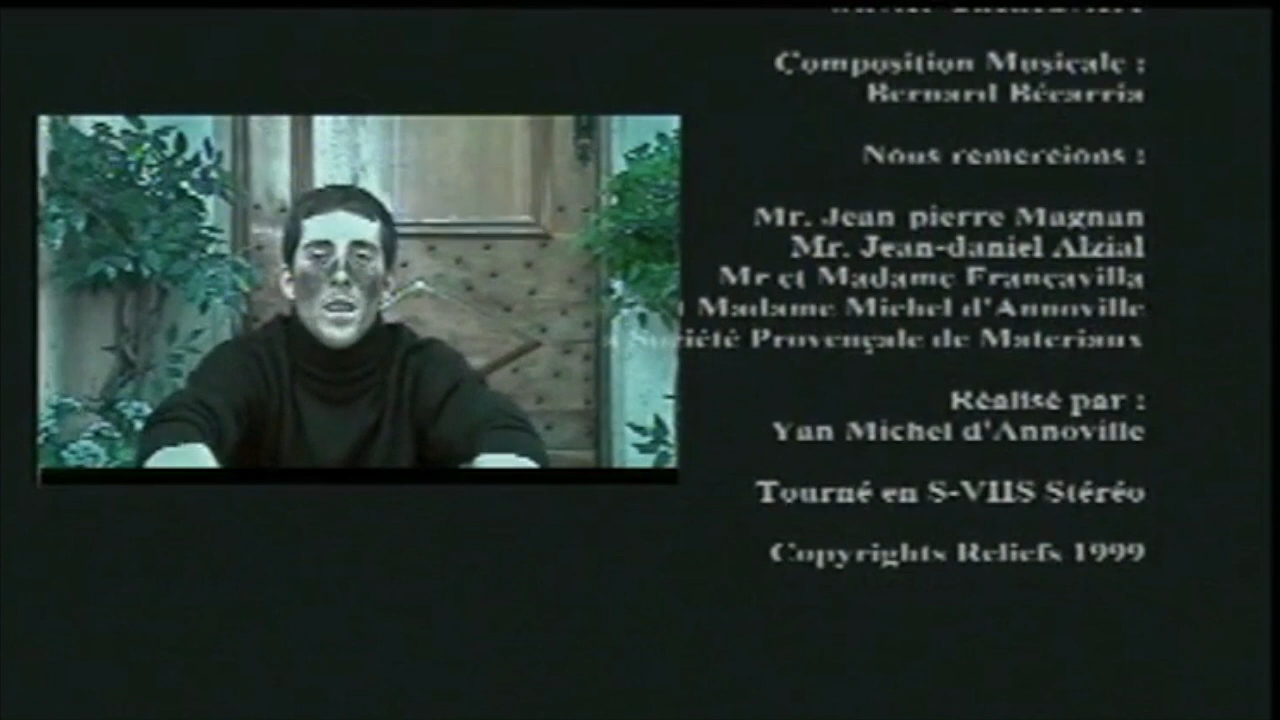 Composition Musicale :
Bernard Bécarria
Nous remercions :
Mr. Jean pierre Magnan
Mr. Jean-daniel Alzial
Mr et Madame Francavilla
Madame Michel d'Annoville
Société Provençale de Materiaux
Réalisé par :
Yan Michel d'Annoville
Tourné en S-VHS Stéréo
Copyrights Reliefs 1999